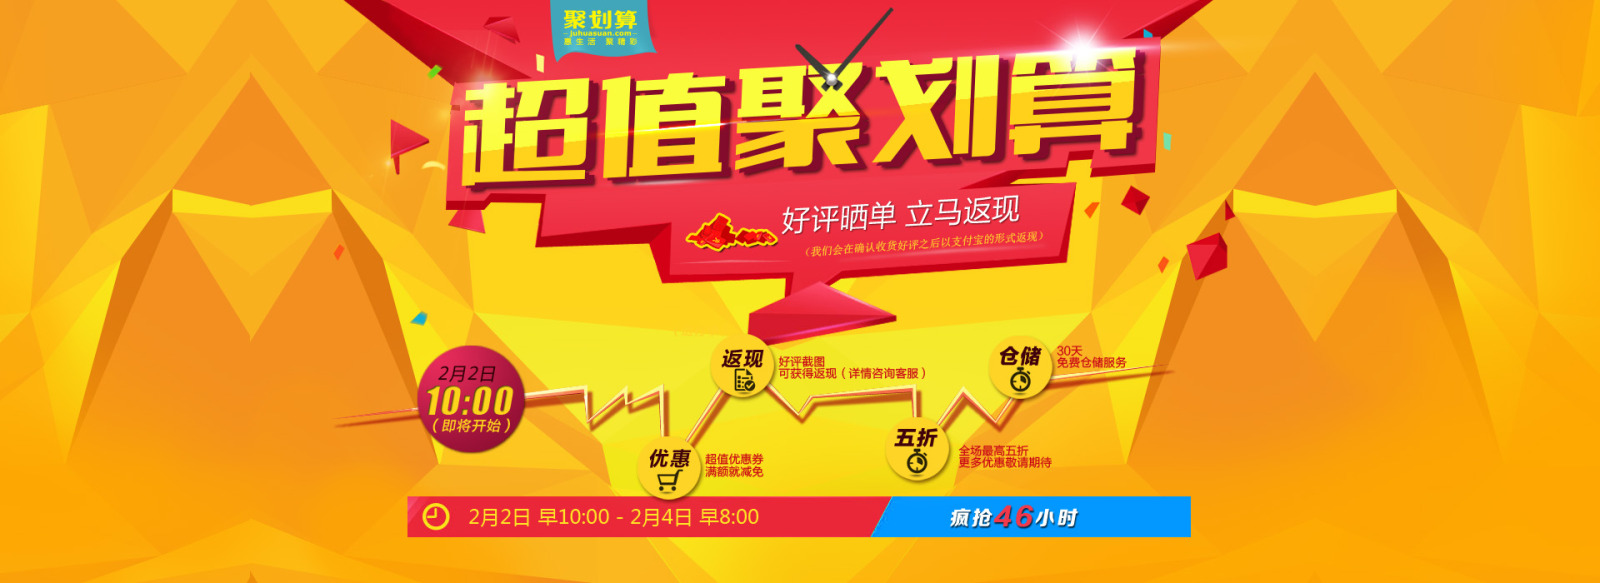 聚划算
juhuasuan.com
聚生活 聚精彩
超值聚划算
好评晒单 立马返现
（我们会在确认收货好评之后以支付宝的形式返现）
2月2日
10:00
（即将开始）
返现
好评截图
可获得返现（详情咨询客服）
仓储
30天
免费仓储服务
优惠
超值优惠券
满额就减免
五折
全场最高五折
更多优惠敬请期待
2月2日 早10:00 - 2月4日 早8:00
疯抢46小时